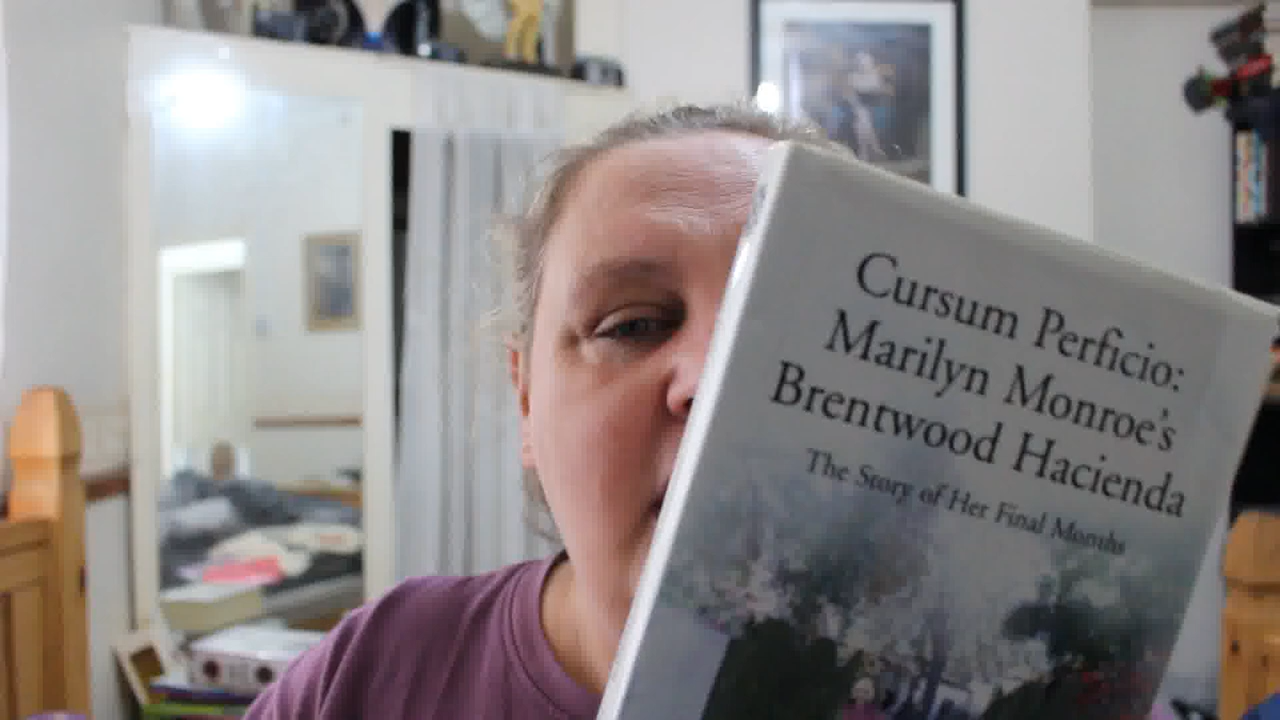 Cursum Perficio:
Marilyn Monroe's
Brentwood Hacienda
The Story of Her Final Months